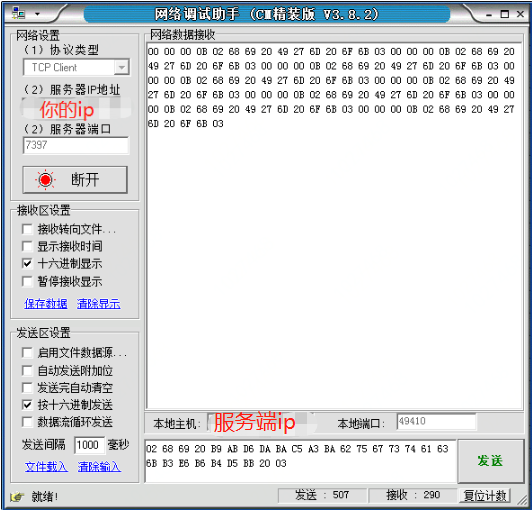 网络调试助手 (CM精装版 V3.8.2)
网络设置
(1) 协议类型
TCP Client
(2) 服务器IP地址
你的ip
(2) 服务器端口
7397
断开
接收区设置
接收转向文件...
显示接收时间
十六进制显示
暂停接收显示
保存数据 清除显示
发送区设置
启用文件数据源...
自动发送附加位
发送完自动清空
按十六进制发送
数据流循环发送
发送间隔 1000 毫秒
文件载入 清除输入
就绪!
网络数据接收
00 00 00 0B 02 68 69 20 49 27 6D 20 6F 6B 03 00 00 00 0B 02 68 69 20
49 27 6D 20 6F 6B 03 00 00 00 0B 02 68 69 20 49 27 6D 20 6F 6B 03 00
00 00 0B 02 68 69 20 49 27 6D 20 6F 6B 03 00 00 00 0B 02 68 69 20 49
27 6D 20 6F 6B 03 00 00 00 0B 02 68 69 20 49 27 6D 20 6F 6B 03 00 00
00 0B 02 68 69 20 49 27 6D 20 6F 6B 03 00 00 00 0B 02 68 69 20 49 27
6D 20 6F 6B 03
本地主机: 服务端ip 本地端口: 49410
02 68 69 20 B9 AB D6 DA BA C5 A3 BA 62 75 67 73 74 61 63
6B B3 E6 B6 B4 D5 BB 20 03
发送
发送 : 507 接收 : 290 复位计数